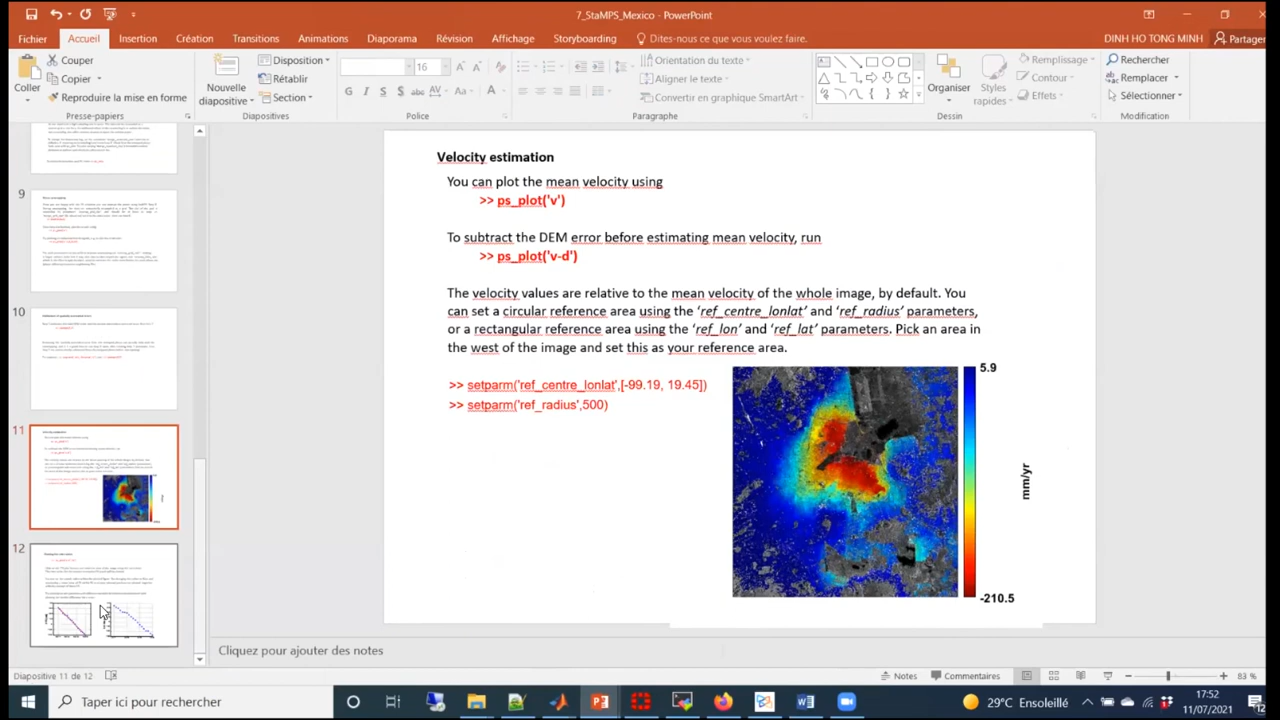 7_StaMPS_Mexico - PowerPoint
Fichier
Accueil
Insertion
Création
Transitions
Animations
Diaporama
Révision
Affichage
Storyboarding
Dites-nous ce que vous voulez faire.
DINH HO TONG MINH
Partager
Coller
Couper
Copier
Reproduire la mise en forme
Presse-papiers
Nouvelle
diapositive
Disposition
Rétablir
Section
Diapositives
16
Police
Orientation du texte
Aligner le texte
Convertir en graphique SmartArt
Paragraphe
Organiser
Styles
rapides
Remplissage
Contour
Effets
Dessin
Rechercher
Remplacer
Sélectionner
Modification
9
10
11
12
Velocity estimation
You can plot the mean velocity using
ps_plot('v')
To subtract the DEM error before estimating mean velocity, run
ps_plot('v-d')
The velocity values are relative to the mean velocity of the whole image, by default. You
can set a circular reference area using the 'ref_centre_lonlat' and 'ref_radius' parameters,
or a rectangular reference area using the 'ref_lon' and 'ref_lat' parameters. Pick an area in
the west of the image and set this as your reference.
>> setparm('ref_centre_lonlat',[-99.19, 19.45])
>> setparm('ref_radius',500)
5.9
mm/yr
-210.5
Cliquez pour ajouter des notes
Diapositive 11 de 12
Notes
Commentaires
83 %
Taper ici pour rechercher
29°C Ensoleillé
17:52
11/07/2021
12